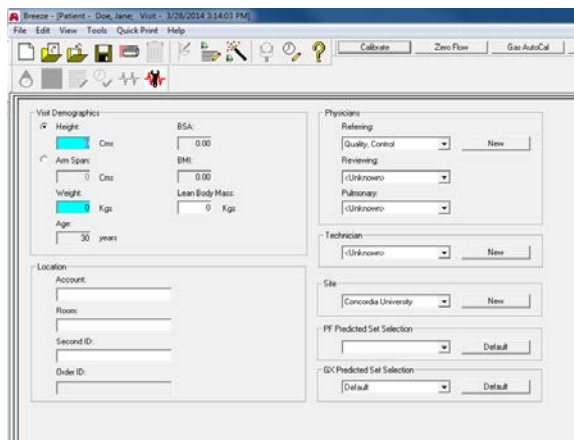 Breeze - [Patient - Doe, Jane; Visit - 3/28/2014 3:14:03 PM]
File Edit View Tools Quick Print Help
Calibrate Zero Flow Gas AutoCal
Visit Demographics
Height: BSA:
Cms 0.00
Arm Span: BMI:
0 Cms 0.00
Weight: Lean Body Mass:
0 Kgs 0 Kgs
Age:
30 years
Location
Account:
Room:
Second ID:
Order ID:
Physicians
Referring:
Quality, Control New
Reviewing:
<Unknown>
Pulmonary:
<Unknown>
Technician
<Unknown> New
Site
Concordia University New
PF Predicted Set Selection
Default
GX Predicted Set Selection
Default Default